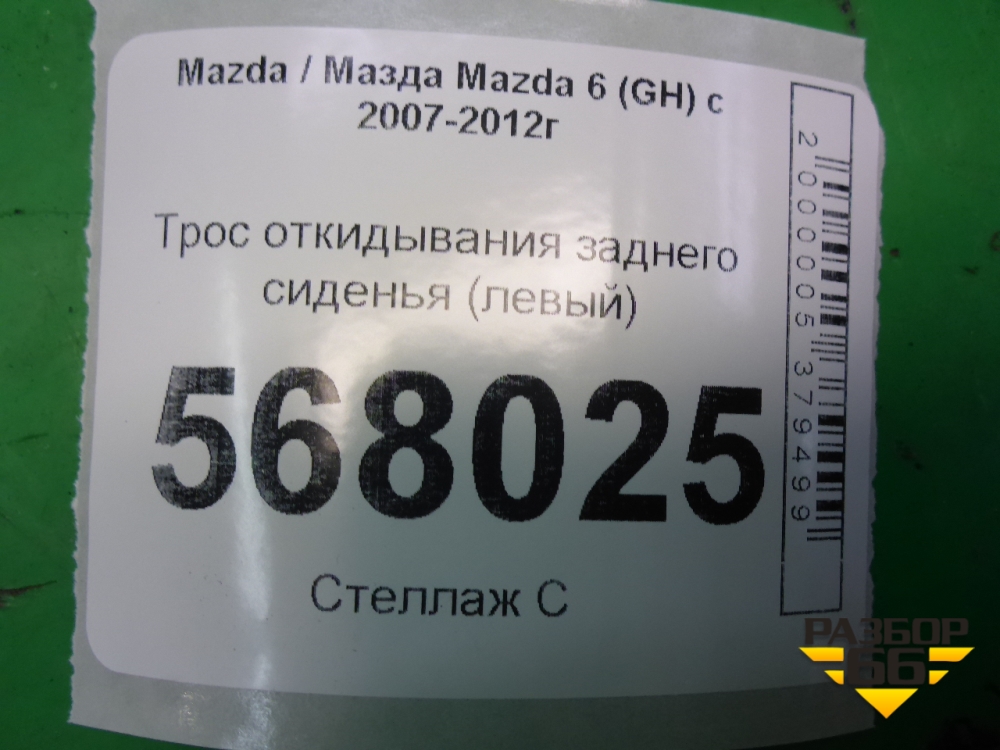 Mazda / Мазда Mazda 6 (GH) с
2007-2012г
Трос откидывания заднего
сиденья (левый)
568025
Стеллаж С
2000005379499
РАЗБОР
66